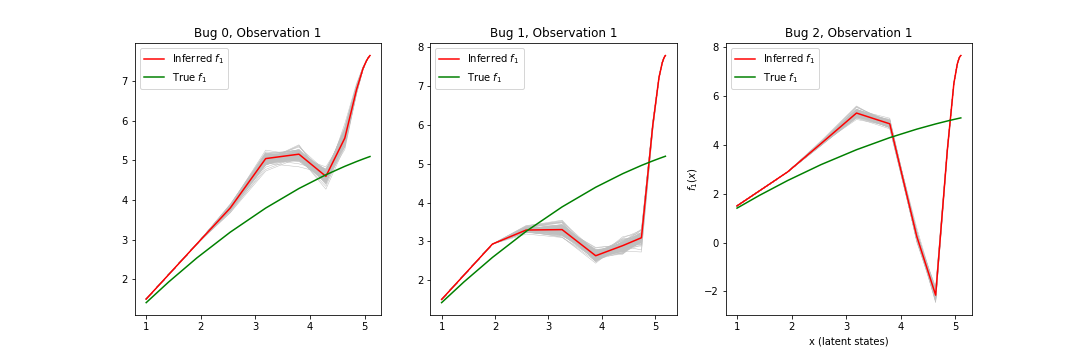 Bug 0, Observation 1
Inferred f₁
True f₁
7
6
5
4
3
2
1 2 3 4 5
Bug 1, Observation 1
Inferred f₁
True f₁
8
7
6
5
4
3
2
1 2 3 4 5
Bug 2, Observation 1
Inferred f₁
True f₁
f₁(x)
8
6
4
2
0
−2
1 2 3 4 5
x (latent states)